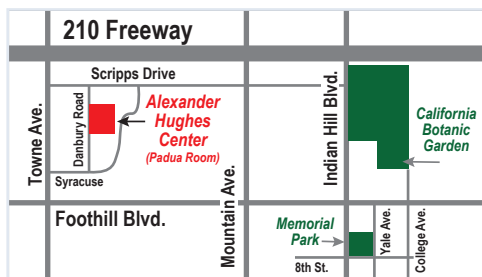 210 Freeway
Scripps Drive
Towne Ave.
Danbury Road
Alexander
Hughes
Center
(Padua Room)
Syracuse
Mountain Ave.
Indian Hill Blvd.
California
Botanic
Garden
Foothill Blvd.
Memorial
Park
Yale Ave.
College Ave.
8th St.